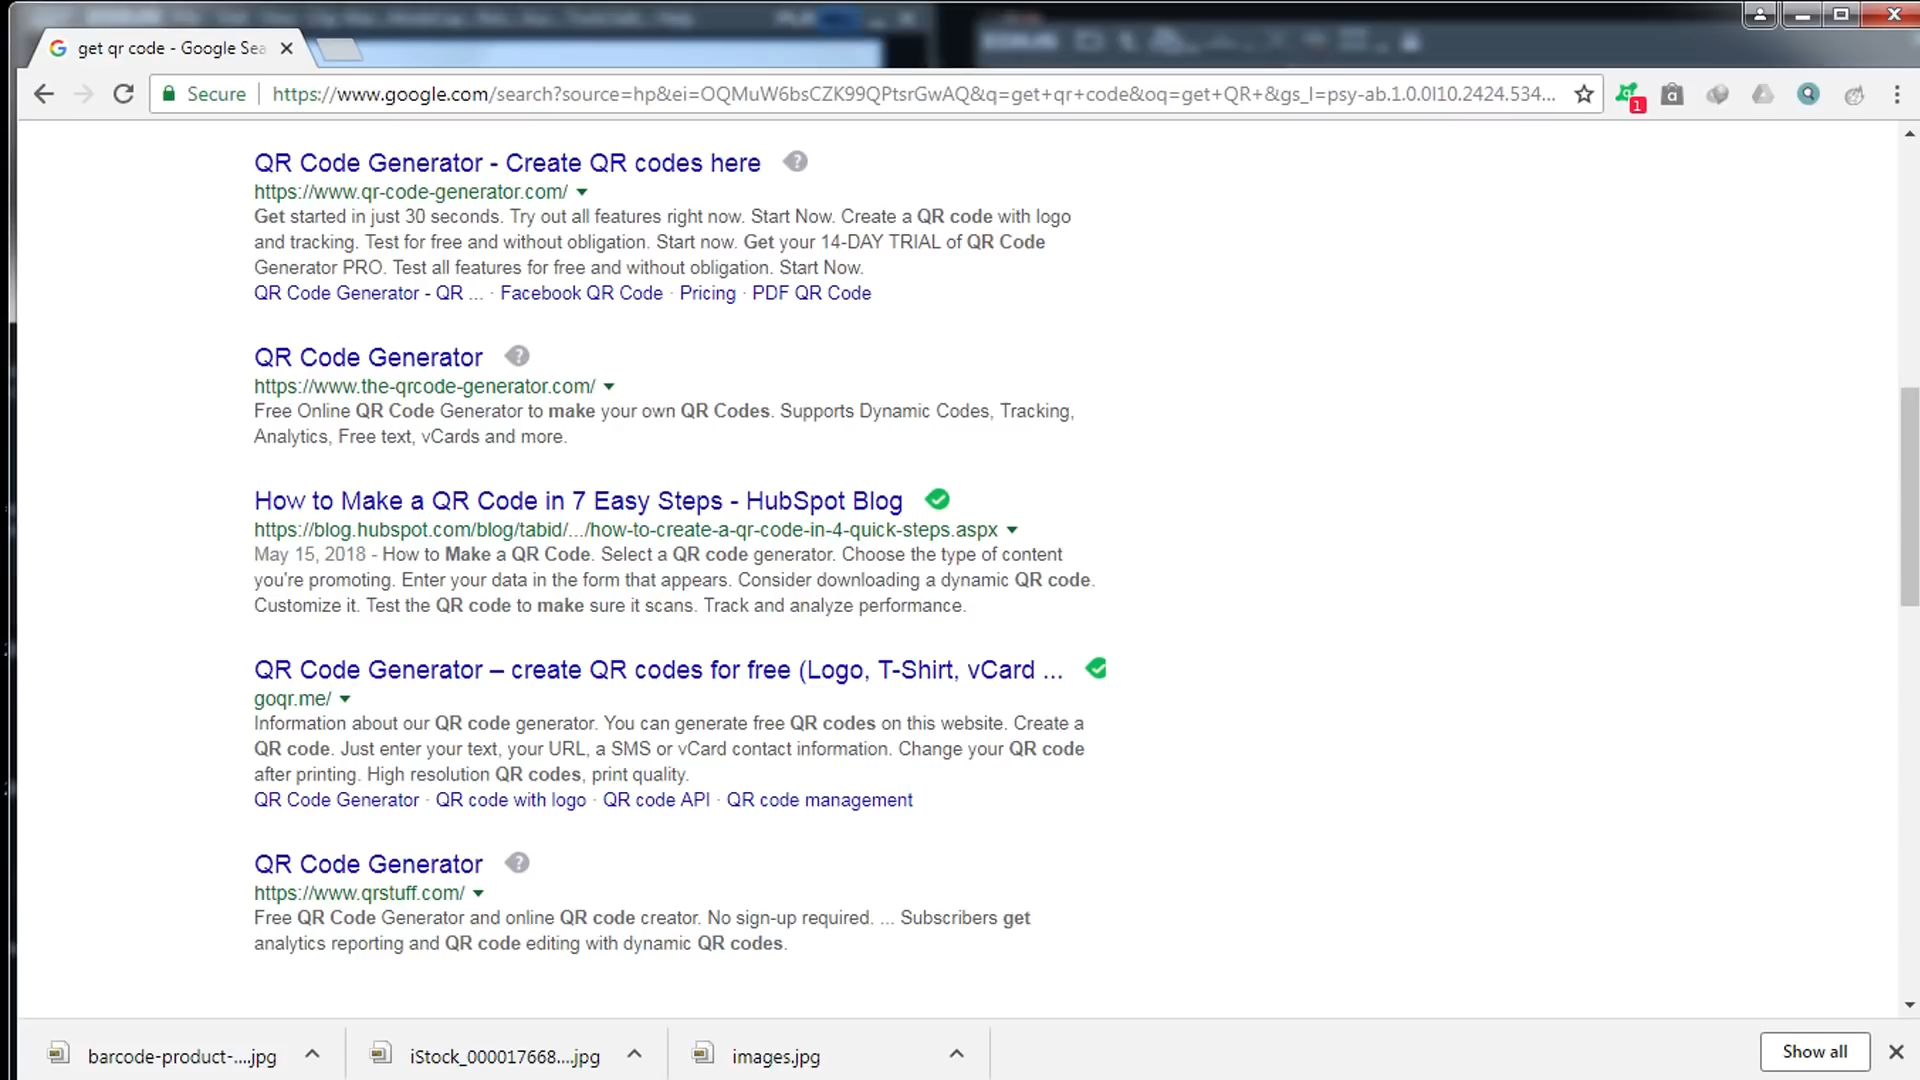 get qr code - Google Sea
Secure
https://www.google.com/search?source=hp&ei=OQMuW6bsCZK99QPtsrGwAQ&q=get+qr+code&oq=get+QR+&gs_l=psy-ab.1.0.0l10.2424.534...
1
QR Code Generator - Create QR codes here
https://www.qr-code-generator.com/
Get started in just 30 seconds. Try out all features right now. Start Now. Create a QR code with logo
and tracking. Test for free and without obligation. Start now. Get your 14-DAY TRIAL of QR Code
Generator PRO. Test all features for free and without obligation. Start Now.
QR Code Generator - QR ... · Facebook QR Code · Pricing · PDF QR Code
QR Code Generator
https://www.the-qrcode-generator.com/
Free Online QR Code Generator to make your own QR Codes. Supports Dynamic Codes, Tracking,
Analytics, Free text, vCards and more.
How to Make a QR Code in 7 Easy Steps - HubSpot Blog
https://blog.hubspot.com/blog/tabid/.../how-to-create-a-qr-code-in-4-quick-steps.aspx
May 15, 2018 - How to Make a QR Code. Select a QR code generator. Choose the type of content
you're promoting. Enter your data in the form that appears. Consider downloading a dynamic QR code.
Customize it. Test the QR code to make sure it scans. Track and analyze performance.
QR Code Generator – create QR codes for free (Logo, T-Shirt, vCard ...
goqr.me/
Information about our QR code generator. You can generate free QR codes on this website. Create a
QR code. Just enter your text, your URL, a SMS or vCard contact information. Change your QR code
after printing. High resolution QR codes, print quality.
QR Code Generator · QR code with logo · QR code API · QR code management
QR Code Generator
https://www.qrstuff.com/
Free QR Code Generator and online QR code creator. No sign-up required. ... Subscribers get
analytics reporting and QR code editing with dynamic QR codes.
barcode-product-....jpg
iStock_000017668....jpg
images.jpg
Show all